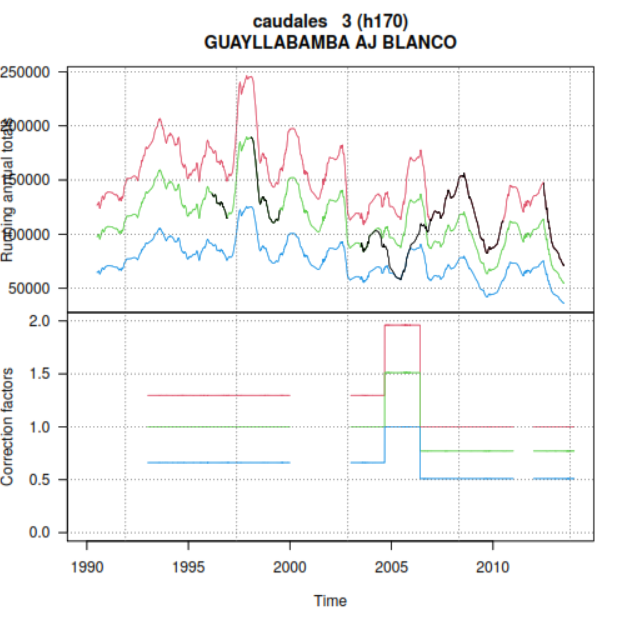 caudales 3 (h170)
GUAYLLABAMBA AJ BLANCO
Running annual totals
250000
200000
150000
100000
50000
Correction factors
2.0
1.5
1.0
0.5
0.0
1990 1995 2000 2005 2010
Time